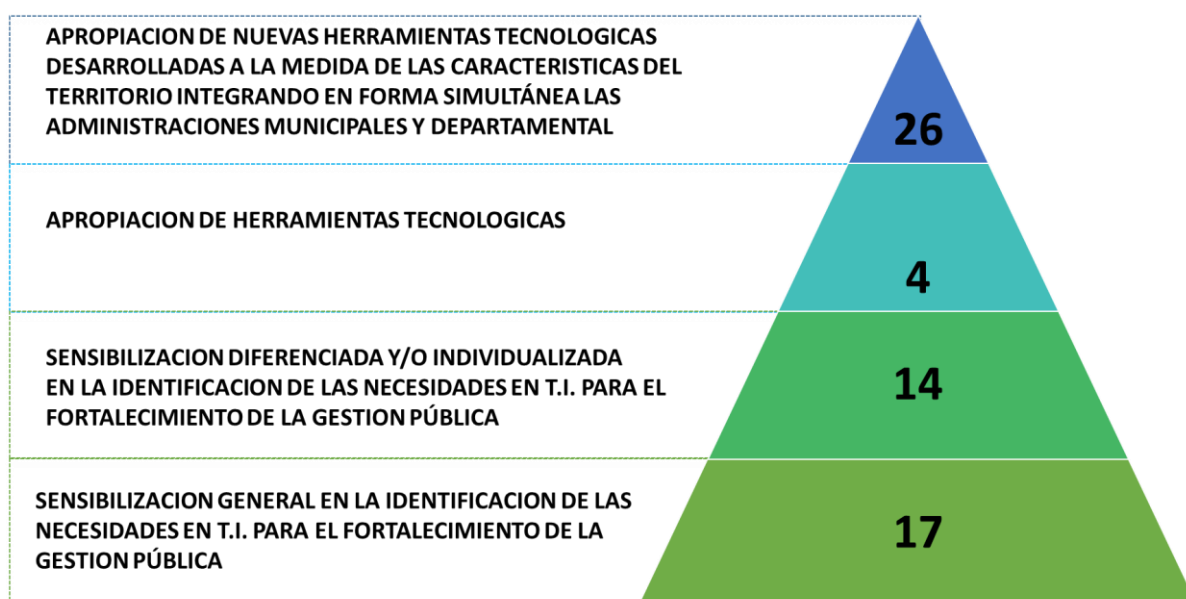 APROPIACION DE NUEVAS HERRAMIENTAS TECNOLOGICAS
DESARROLLADAS A LA MEDIDA DE LAS CARACTERISTICAS DEL
TERRITORIO INTEGRANDO EN FORMA SIMULTÁNEA LAS
ADMINISTRACIONES MUNICIPALES Y DEPARTAMENTAL
26
APROPIACION DE HERRAMIENTAS TECNOLOGICAS
4
SENSIBILIZACION DIFERENCIADA Y/O INDIVIDUALIZADA
EN LA IDENTIFICACION DE LAS NECESIDADES EN T.I. PARA EL
FORTALECIMIENTO DE LA GESTION PÚBLICA
14
SENSIBILIZACION GENERAL EN LA IDENTIFICACION DE LAS
NECESIDADES EN T.I. PARA EL FORTALECIMIENTO DE LA
GESTION PÚBLICA
17